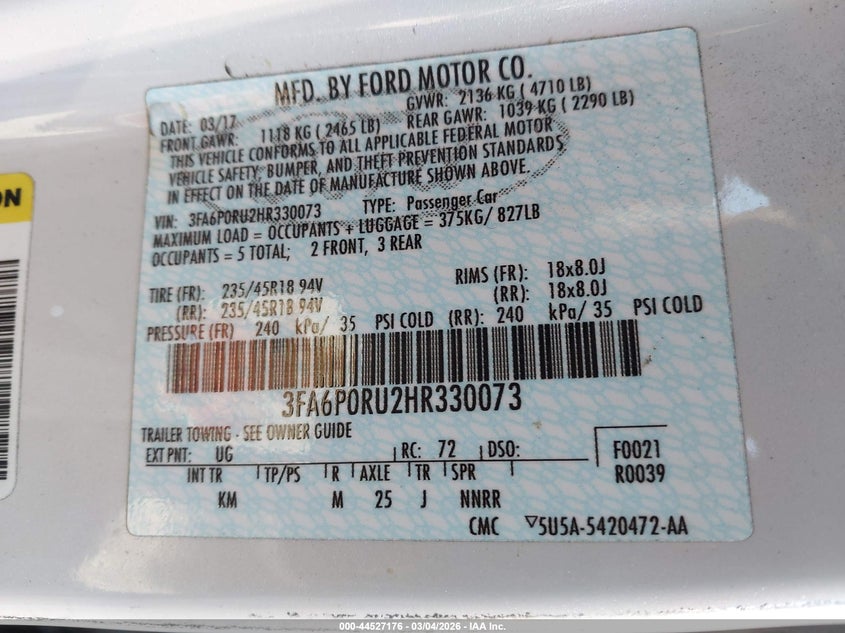 MFD. BY FORD MOTOR CO.
DATE: 03/17 GVWR: 2136 KG ( 4710 LB)
FRONT GAWR: 1118 KG ( 2465 LB) REAR GAWR: 1039 KG ( 2290 LB)
THIS VEHICLE CONFORMS TO ALL APPLICABLE FEDERAL MOTOR
VEHICLE SAFETY, BUMPER, AND THEFT PREVENTION STANDARDS
IN EFFECT ON THE DATE OF MANUFACTURE SHOWN ABOVE.
VIN: 3FA6P0RU2HR330073 TYPE: Passenger Car
MAXIMUM LOAD = OCCUPANTS + LUGGAGE = 375KG/ 827LB
OCCUPANTS = 5 TOTAL; 2 FRONT, 3 REAR
TIRE (FR): 235/45R18 94V RIMS (FR): 18x8.0J
(RR): 235/45R18 94V (RR): 18x8.0J
PRESSURE (FR) 240 kPa/ 35 PSI COLD (RR): 240 kPa/ 35 PSI COLD
3FA6P0RU2HR330073
TRAILER TOWING - SEE OWNER GUIDE
EXT PNT: UG RC: 72 DSO: F0021
INT TR TP/PS R AXLE TR SPR R0039
KM M 25 J NNRR
CMC ▽5U5A-5420472-AA
ON
000-44527176 - 03/04/2026 - © IAA Inc.